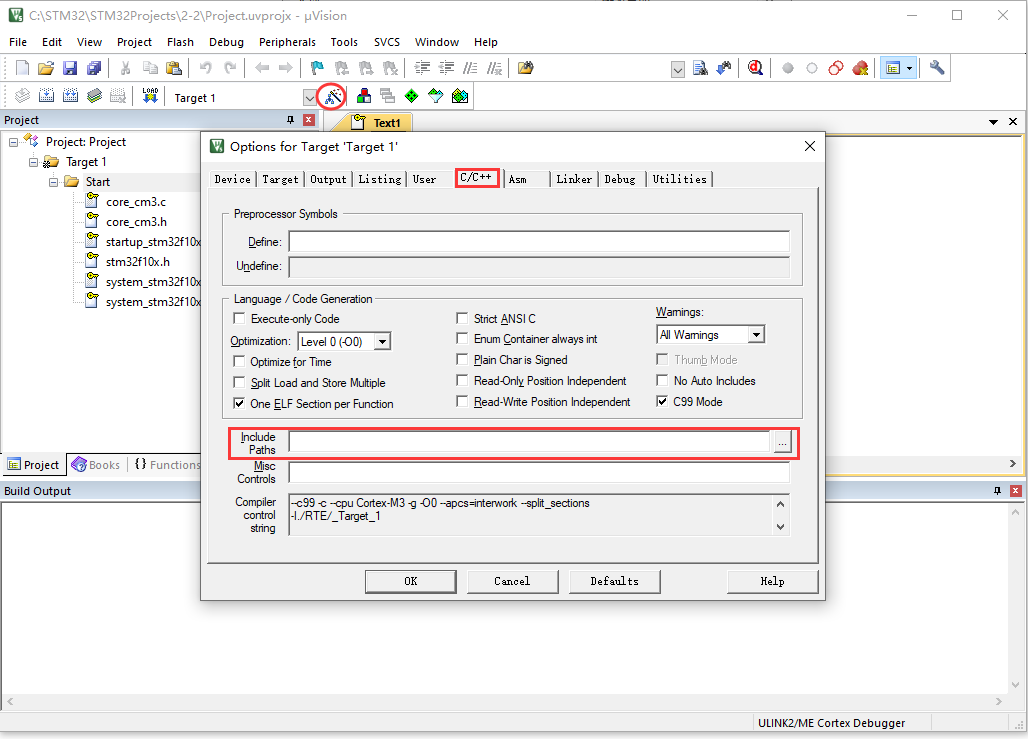 C:\STM32\STM32Projects\2-2\Project.uvprojx - µVision
File Edit View Project Flash Debug Peripherals Tools SVCS Window Help
LOAD
Target 1
Project
Text1
Project: Project
Target 1
Start
core_cm3.c
core_cm3.h
startup_stm32f10x
stm32f10x.h
system_stm32f10x
system_stm32f10x
Options for Target 'Target 1'
Device Target Output Listing User C/C++ Asm Linker Debug Utilities
Preprocessor Symbols
Define:
Undefine:
Language / Code Generation
Execute-only Code
Optimization: Level 0 (-O0)
Optimize for Time
Split Load and Store Multiple
One ELF Section per Function
Strict ANSI C
Enum Container always int
Plain Char is Signed
Read-Only Position Independent
Read-Write Position Independent
Warnings:
All Warnings
Thumb Mode
No Auto Includes
C99 Mode
Include
Paths
...
Misc
Controls
Compiler
control
string
--c99 -c --cpu Cortex-M3 -g -O0 --apcs=interwork --split_sections
-I./RTE/_Target_1
OK Cancel Defaults Help
Project Books {} Functions
Build Output
ULINK2/ME Cortex Debugger